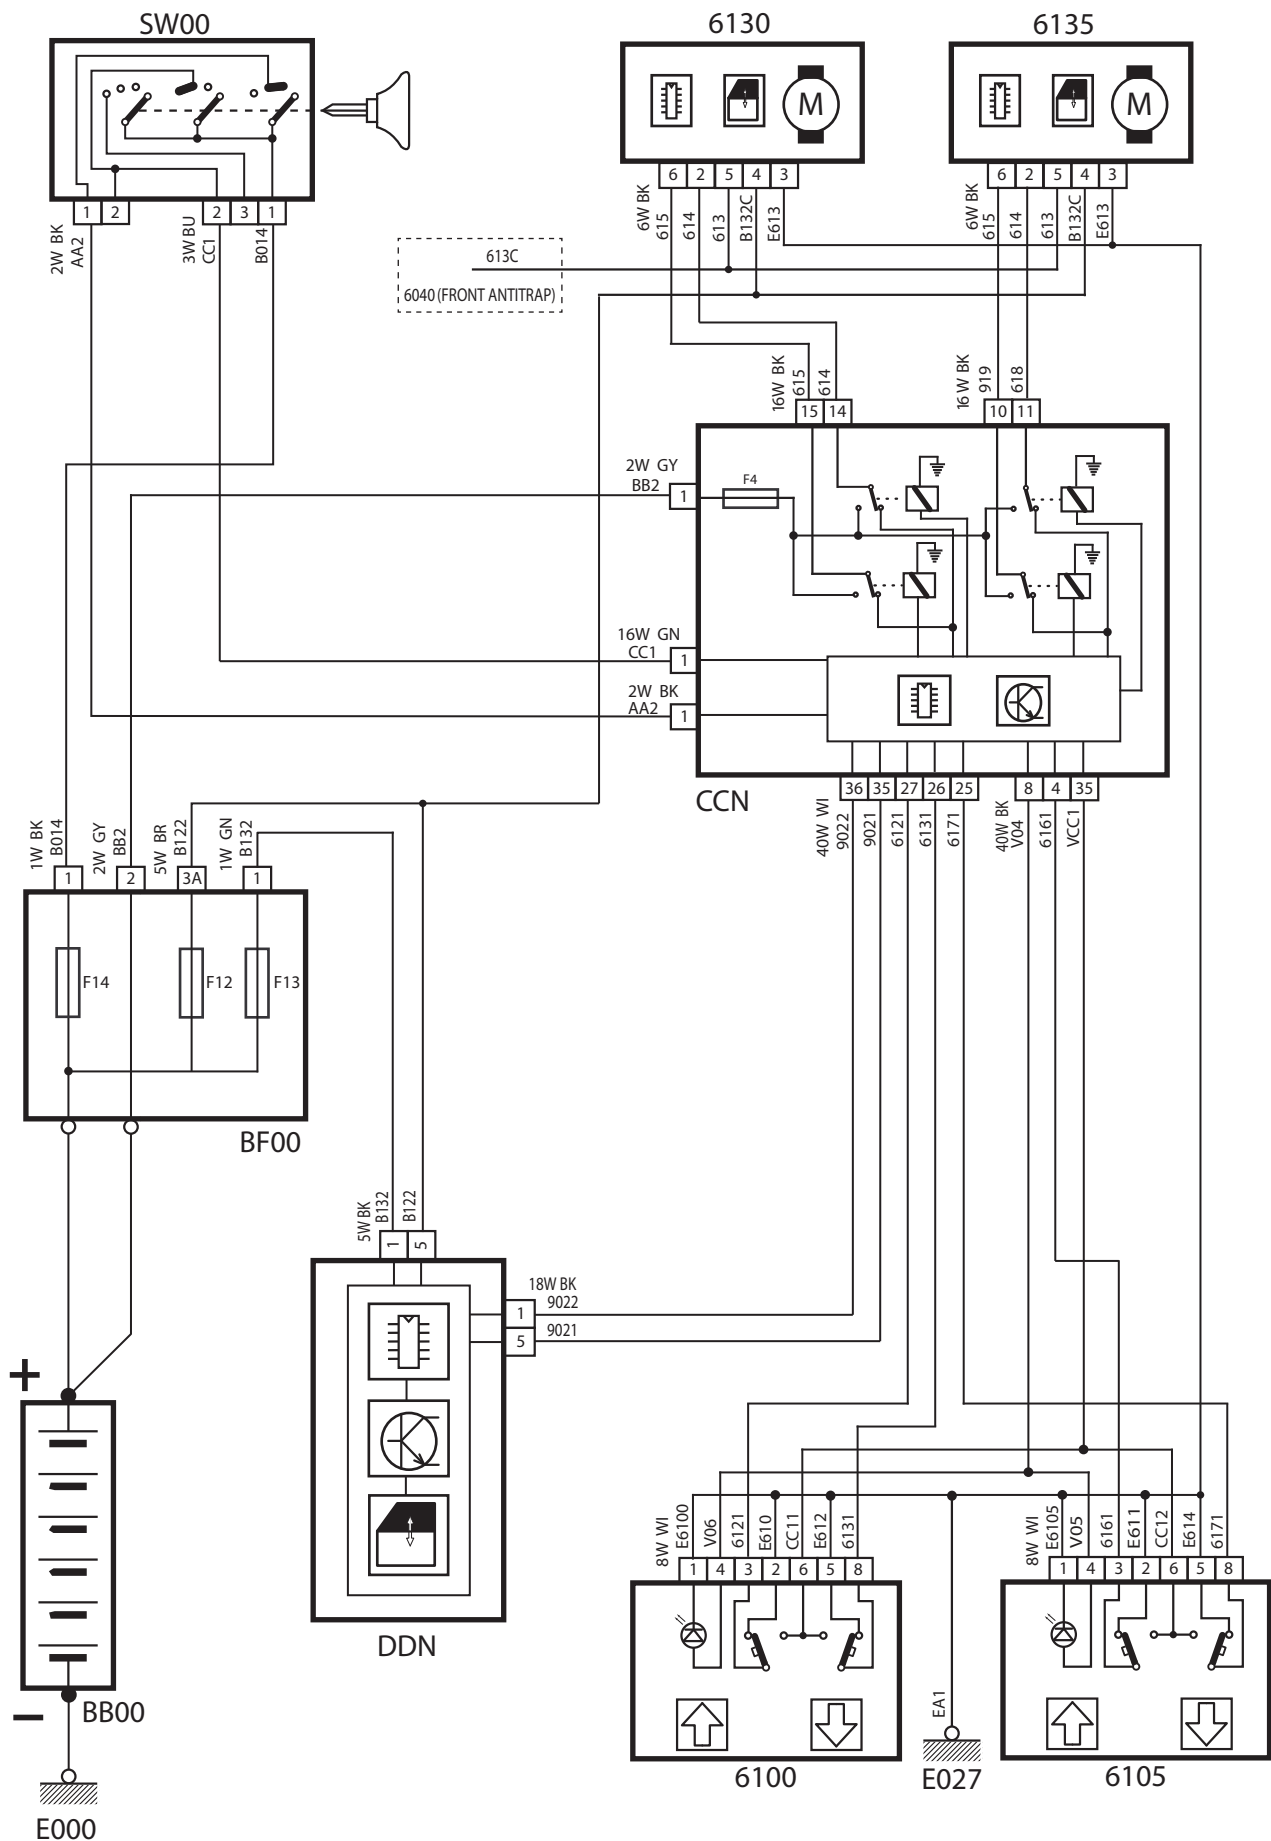 SW00
6130
6135
M
M
1
2
2
3
1
6
2
5
4
3
6
2
5
4
3
2W BK
AA2
3W BU
CC1
B014
6W BK
615
614
613
B132C
E613
6W BK
615
614
613
B132C
E613
613C
6040 (FRONT ANTITRAP)
16W BK
615
614
16 W BK
919
618
15
14
10
11
2W GY
BB2
1
F4
16W GN
CC1
1
2W BK
AA2
1
CCN
36
35
27
26
25
8
4
35
40W WI
9022
9021
6121
6131
6171
40W BK
V04
6161
VCC1
1W BK
B014
2W GY
BB2
5W BR
B122
1W GN
B132
1
2
3A
1
F14
F12
F13
BF00
5W BK
B132
B122
1
5
18W BK
9022
1
9021
5
DDN
+
−
BB00
E000
8W WI
E6100
V06
6121
E610
CC11
E612
6131
1
4
3
2
6
5
8
6100
EA1
E027
8W WI
E6105
V05
6161
E611
CC12
E614
6171
1
4
3
2
6
5
8
6105